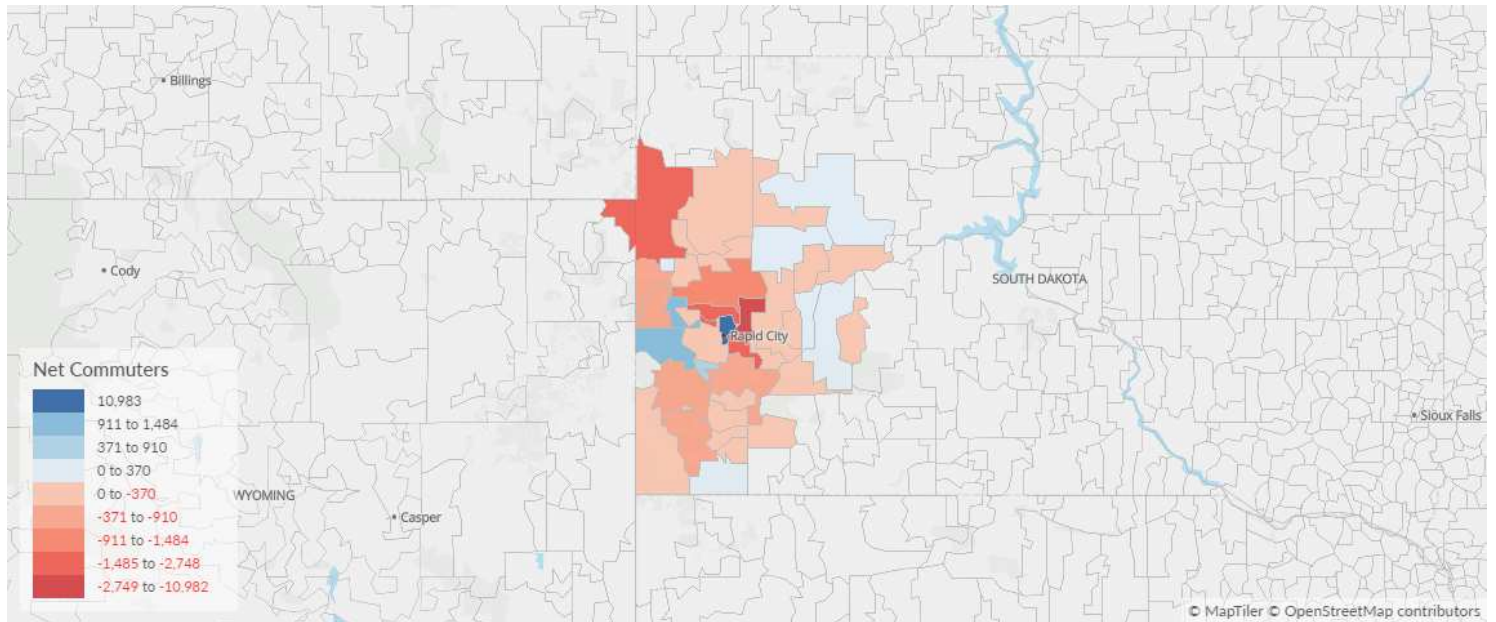 Billings
Cody
SOUTH DAKOTA
Rapid City
Net Commuters
10,983
911 to 1,484
371 to 910
0 to 370
0 to -370
-371 to -910
-911 to -1,484
-1,485 to -2,748
-2,749 to -10,982
Sioux Falls
WYOMING
Casper
© MapTiler © OpenStreetMap contributors